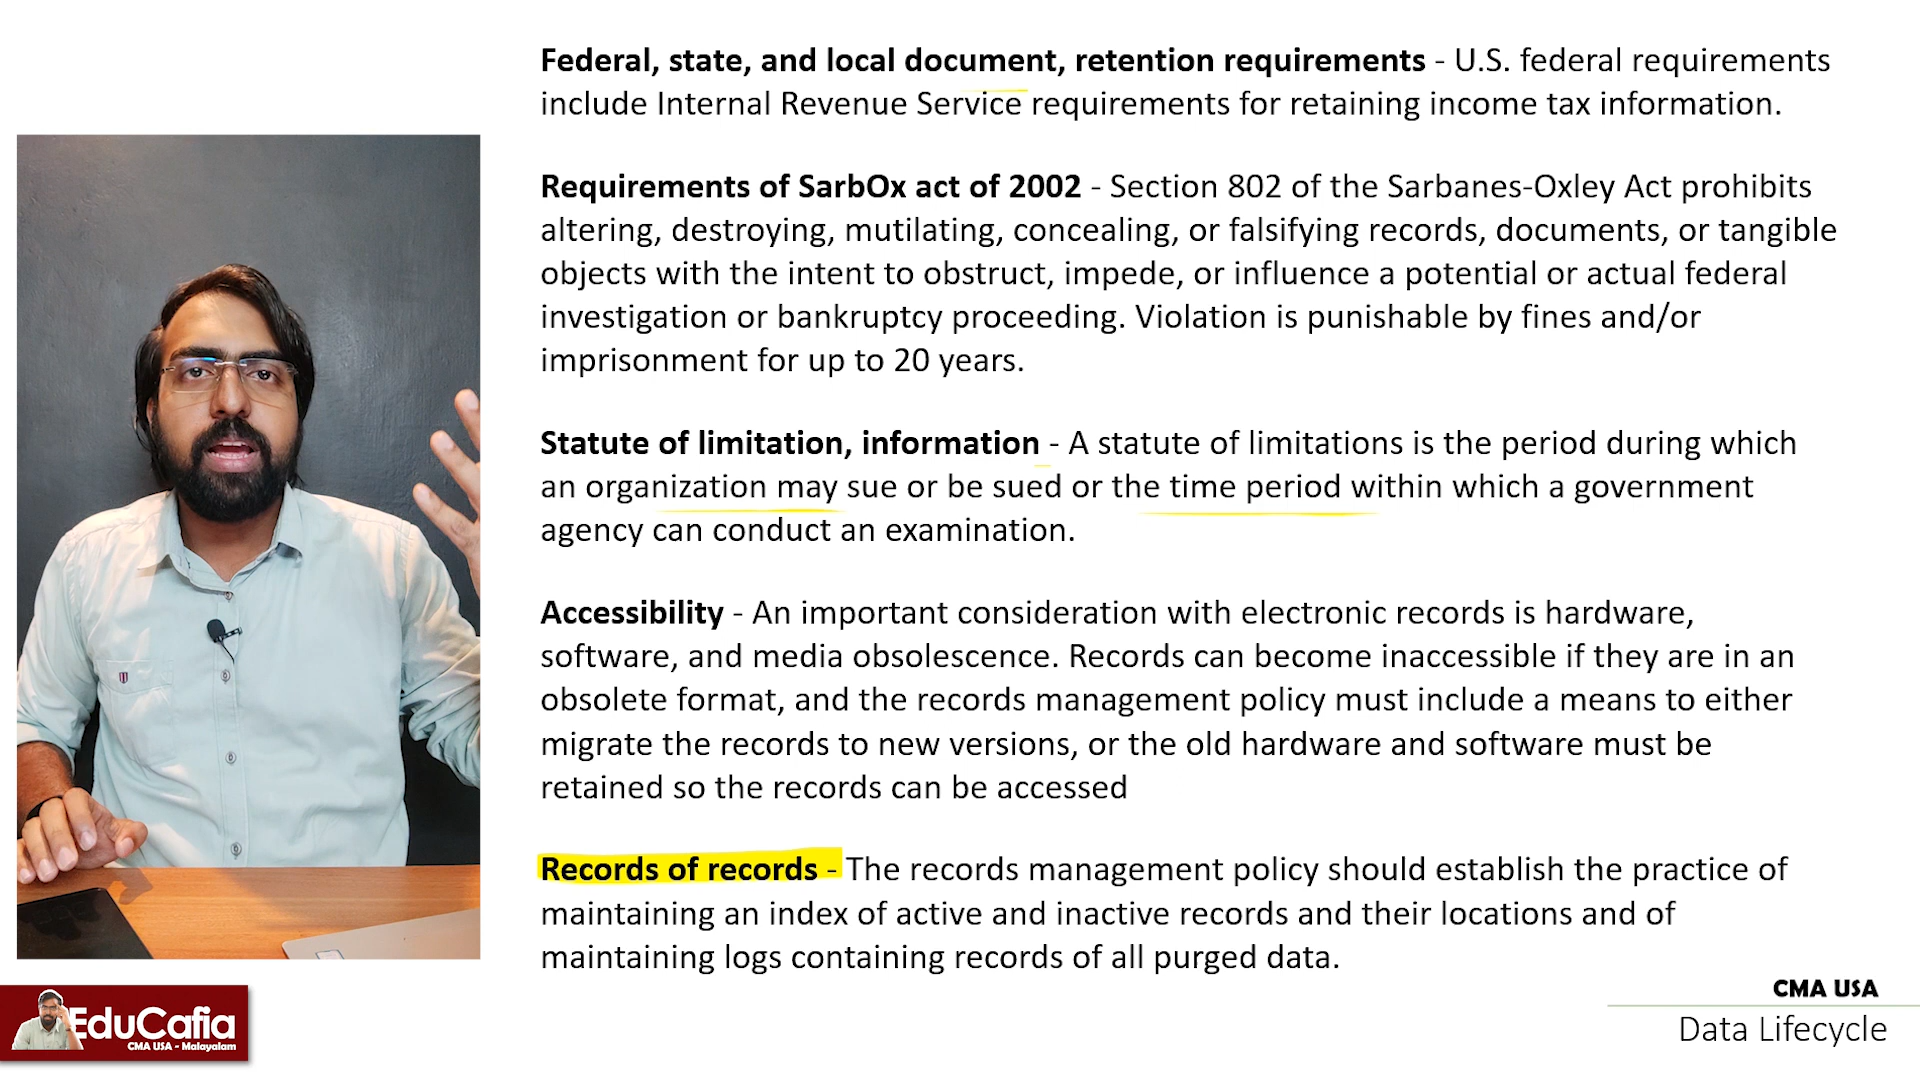 Federal, state, and local document, retention requirements - U.S. federal requirements
include Internal Revenue Service requirements for retaining income tax information.
Requirements of SarbOx act of 2002 - Section 802 of the Sarbanes-Oxley Act prohibits
altering, destroying, mutilating, concealing, or falsifying records, documents, or tangible
objects with the intent to obstruct, impede, or influence a potential or actual federal
investigation or bankruptcy proceeding. Violation is punishable by fines and/or
imprisonment for up to 20 years.
Statute of limitation, information - A statute of limitations is the period during which
an organization may sue or be sued or the time period within which a government
agency can conduct an examination.
Accessibility - An important consideration with electronic records is hardware,
software, and media obsolescence. Records can become inaccessible if they are in an
obsolete format, and the records management policy must include a means to either
migrate the records to new versions, or the old hardware and software must be
retained so the records can be accessed
Records of records - The records management policy should establish the practice of
maintaining an index of active and inactive records and their locations and of
maintaining logs containing records of all purged data.
CMA USA
Data Lifecycle
EduCafia
CMA USA - Malayalam